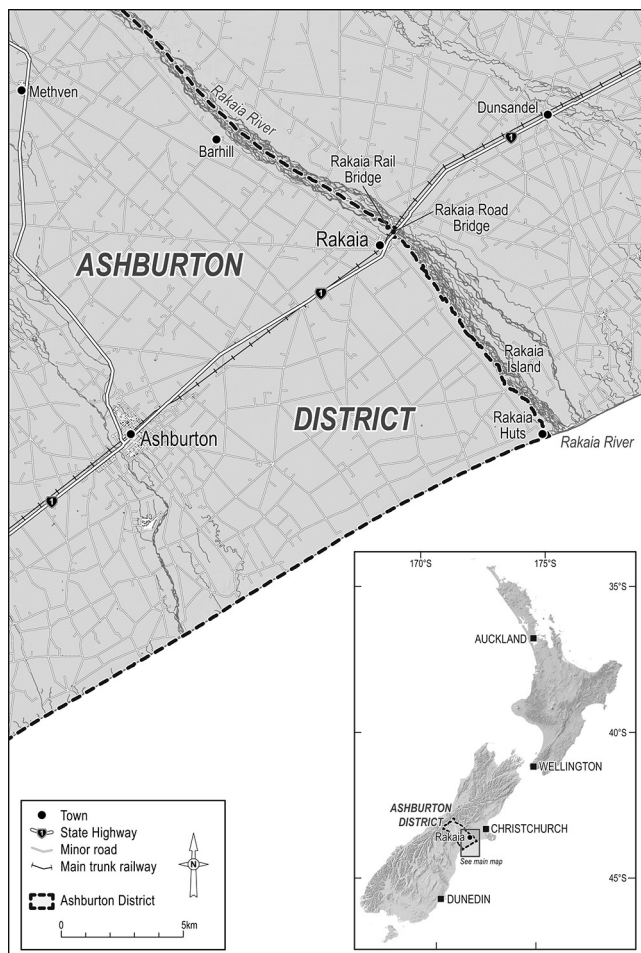 Methven
Rakaia River
Dunsandel
1
Barhill
Rakaia Rail
Bridge
Rakaia Road
Bridge
Rakaia
ASHBURTON
1
Rakaia
Island
DISTRICT
Rakaia
Huts
Ashburton
Rakaia River
1
170°S
175°S
35°S
AUCKLAND
40°S
WELLINGTON
ASHBURTON
DISTRICT
CHRISTCHURCH
Rakaia
See main map
45°S
DUNEDIN
Town
1
State Highway
Minor road
Main trunk railway
N
Ashburton District
0
5km